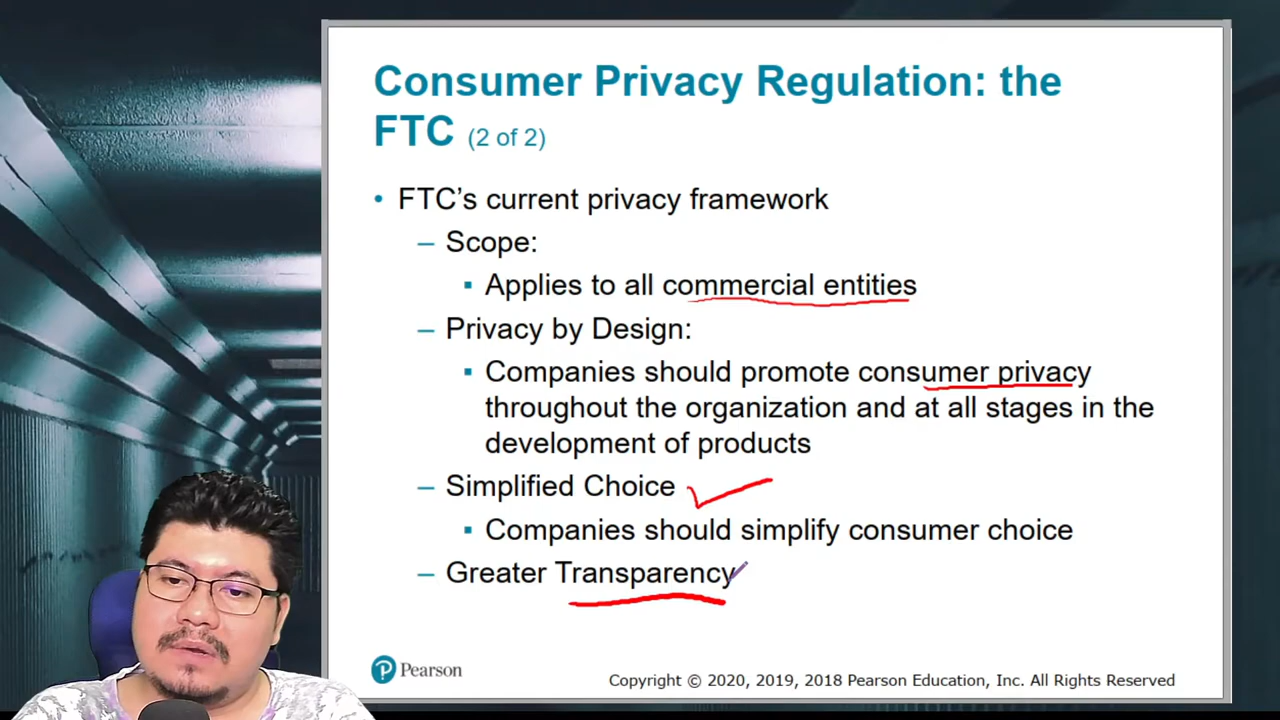 Consumer Privacy Regulation: the
FTC (2 of 2)
• FTC’s current privacy framework
– Scope:
▪ Applies to all commercial entities
– Privacy by Design:
▪ Companies should promote consumer privacy
throughout the organization and at all stages in the
development of products
– Simplified Choice
▪ Companies should simplify consumer choice
– Greater Transparency
Pearson
Copyright © 2020, 2019, 2018 Pearson Education, Inc. All Rights Reserved